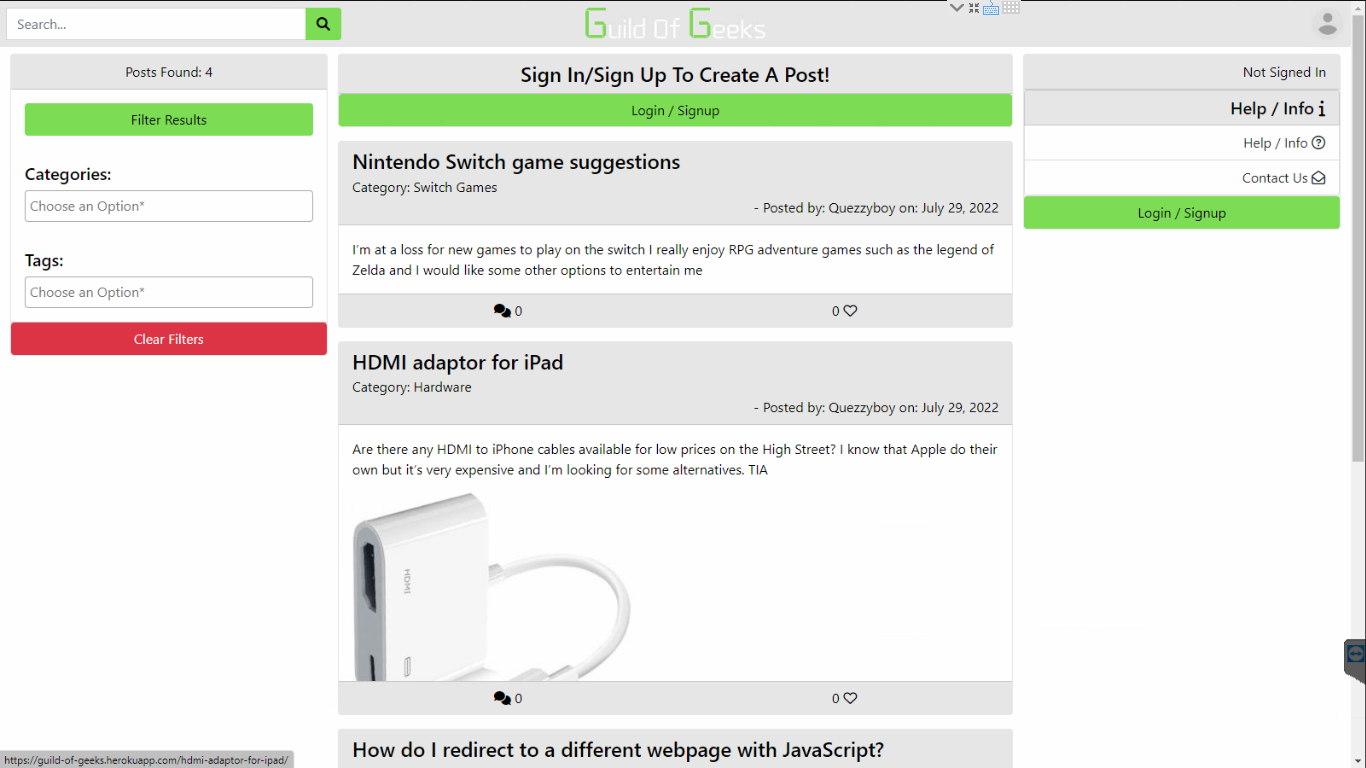 Search...
Guild Of Geeks
Posts Found: 4
Filter Results
Categories:
Choose an Option*
Tags:
Choose an Option*
Clear Filters
Sign In/Sign Up To Create A Post!
Login / Signup
Nintendo Switch game suggestions
Category: Switch Games
- Posted by: Quezzyboy on: July 29, 2022
I'm at a loss for new games to play on the switch I really enjoy RPG adventure games such as the legend of
Zelda and I would like some other options to entertain me
0
0
HDMI adaptor for iPad
Category: Hardware
- Posted by: Quezzyboy on: July 29, 2022
Are there any HDMI to iPhone cables available for low prices on the High Street? I know that Apple do their
own but it's very expensive and I'm looking for some alternatives. TIA
HDMI
0
0
How do I redirect to a different webpage with JavaScript?
Not Signed In
Help / Info
Help / Info
Contact Us
Login / Signup
https://guild-of-geeks.herokuapp.com/hdmi-adaptor-for-ipad/